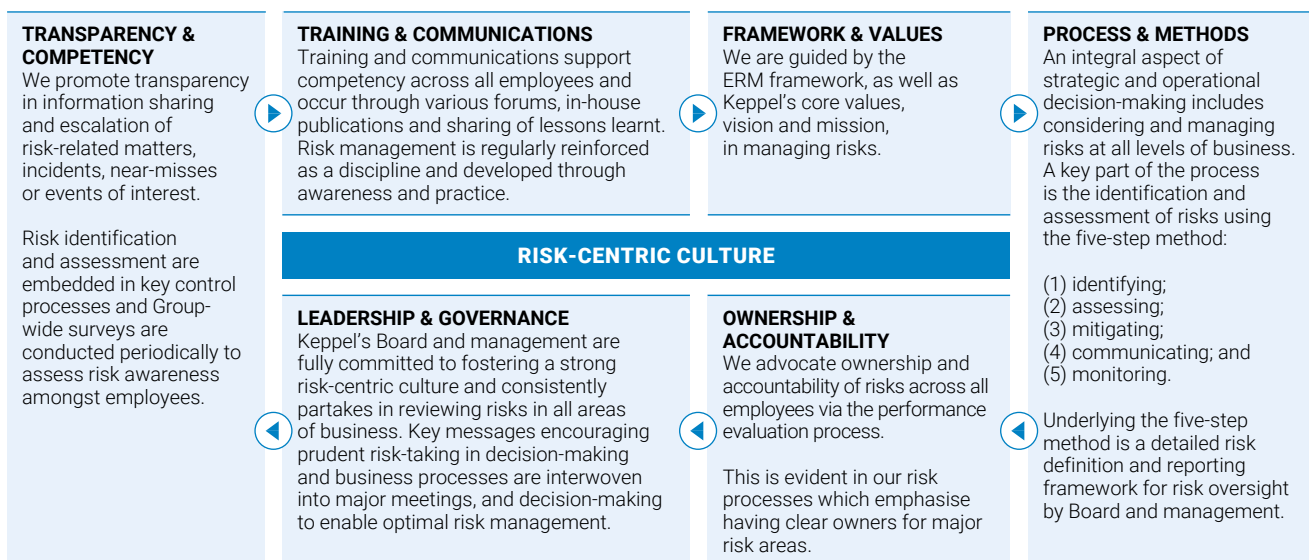 TRANSPARENCY &
COMPETENCY
We promote transparency
in information sharing
and escalation of
risk-related matters,
incidents, near-misses
or events of interest.
Risk identification
and assessment are
embedded in key control
processes and Group-
wide surveys are
conducted periodically to
assess risk awareness
amongst employees.
TRAINING & COMMUNICATIONS
Training and communications support
competency across all employees and
occur through various forums, in-house
publications and sharing of lessons learnt.
Risk management is regularly reinforced
as a discipline and developed through
awareness and practice.
FRAMEWORK & VALUES
We are guided by the
ERM framework, as well as
Keppel's core values,
vision and mission,
in managing risks.
PROCESS & METHODS
An integral aspect of
strategic and operational
decision-making includes
considering and managing
risks at all levels of business.
A key part of the process
is the identification and
assessment of risks using
the five-step method:
(1) identifying;
(2) assessing;
(3) mitigating;
(4) communicating; and
(5) monitoring.
Underlying the five-step
method is a detailed risk
definition and reporting
framework for risk oversight
by Board and management.
RISK-CENTRIC CULTURE
LEADERSHIP & GOVERNANCE
Keppel's Board and management are
fully committed to fostering a strong
risk-centric culture and consistently
partakes in reviewing risks in all areas
of business. Key messages encouraging
prudent risk-taking in decision-making
and business processes are interwoven
into major meetings, and decision-making
to enable optimal risk management.
OWNERSHIP &
ACCOUNTABILITY
We advocate ownership and
accountability of risks across all
employees via the performance
evaluation process.
This is evident in our risk
processes which emphasise
having clear owners for major
risk areas.